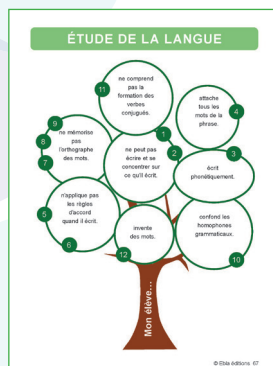 ÉTUDE DE LA LANGUE
11
ne comprend
pas la
formation des
verbes
conjugués.
attache
tous les
mots de la
phrase.
4
9
8
7
ne mémorise
pas
l'orthographe
des mots.
1
2
ne peut pas
écrire et se
concentrer sur
ce qu'il écrit.
3
écrit
phonétiquement.
5
6
n'applique pas
les règles
d'accord
quand il écrit.
12
invente
des mots.
confond les
homophones
grammaticaux.
10
Mon élève...
© Ebla éditions 67